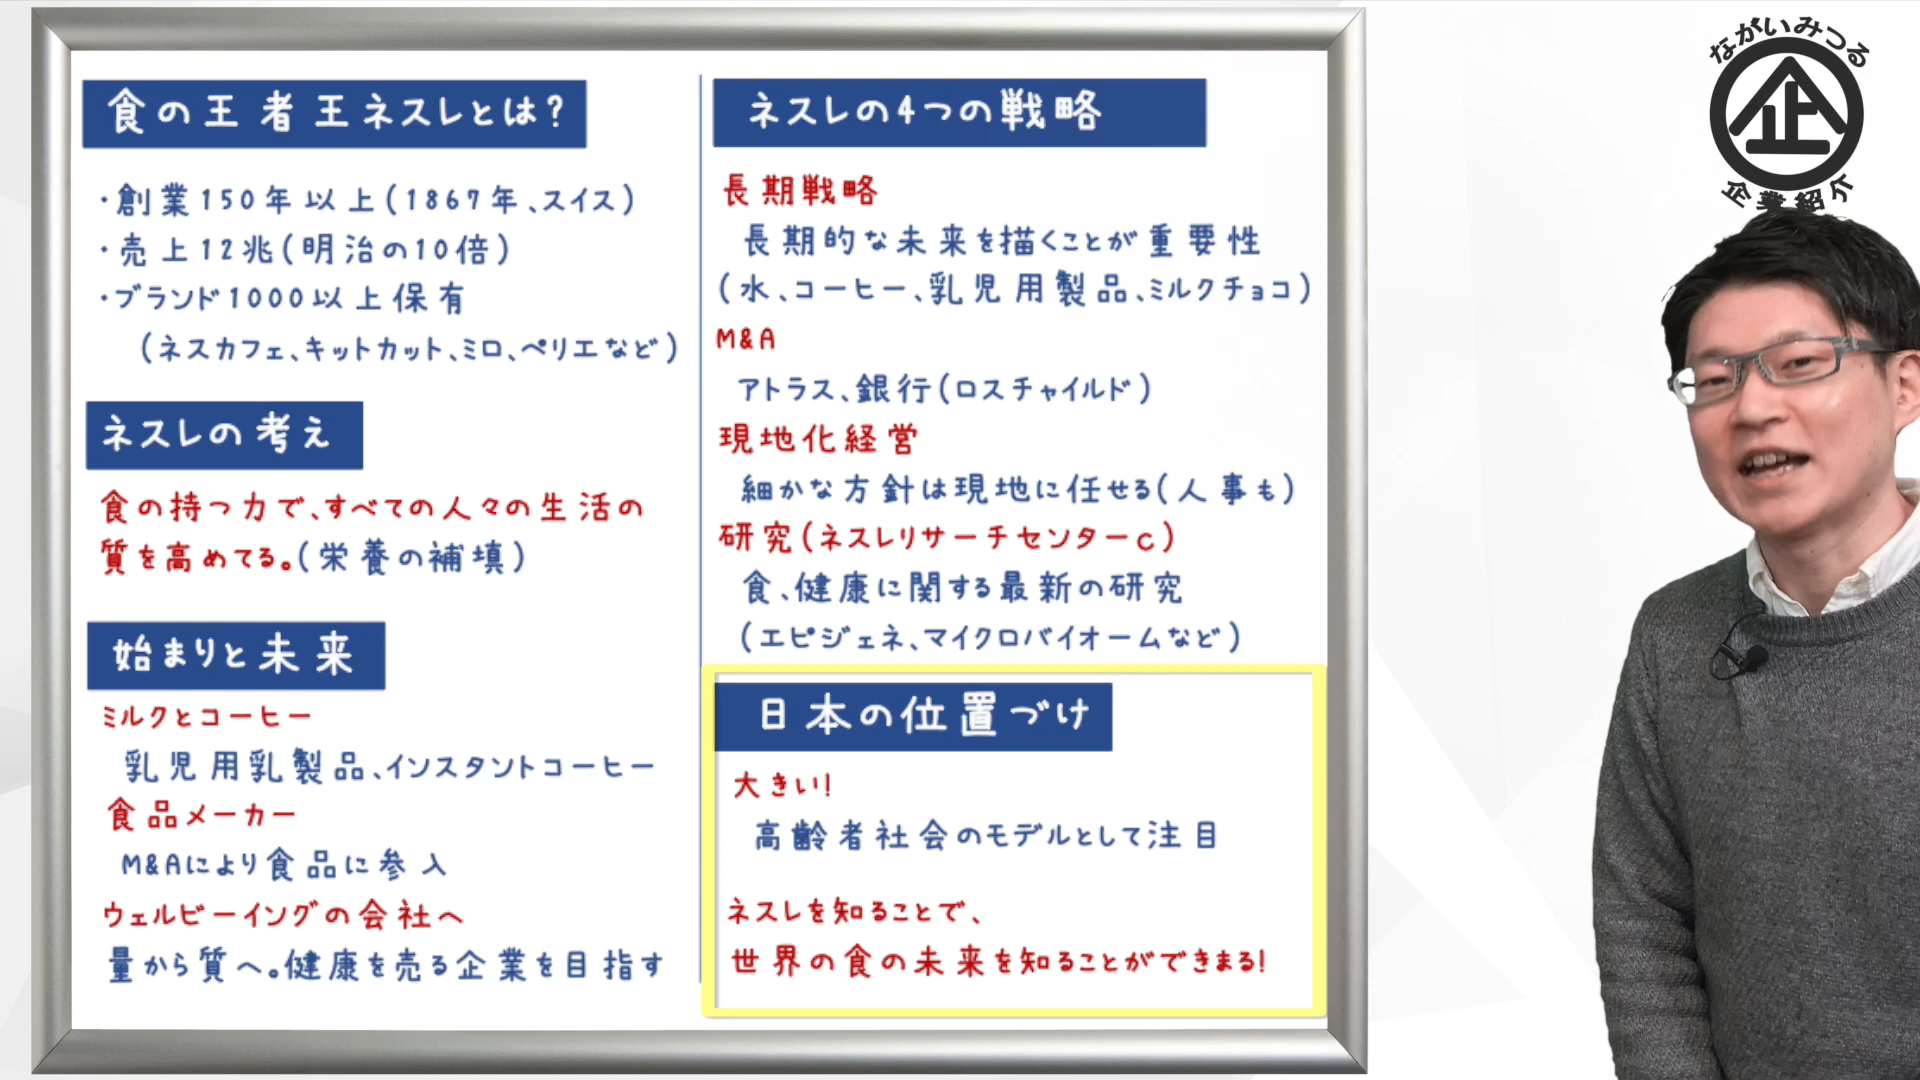 食の王者王ネスレとは?
・創業150年以上(1867年、スイス)
・売上12兆(明治の10倍)
・ブランド1000以上保有
(ネスカフェ、キットカット、ミロ、ペリエなど)
ネスレの考え
食の持つ力で、すべての人々の生活の
質を高めてる。(栄養の補填)
始まりと未来
ミルクとコーヒー
乳児用乳製品、インスタントコーヒー
食品メーカー
M&Aにより食品に参入
ウェルビーイングの会社へ
量から質へ。健康を売る企業を目指す
ネスレの4つの戦略
長期戦略
長期的な未来を描くことが重要性
(水、コーヒー、乳児用製品、ミルクチョコ)
M&A
アトラス、銀行(ロスチャイルド)
現地化経営
細かな方針は現地に任せる(人事も)
研究(ネスレリサーチセンターc)
食、健康に関する最新の研究
(エピジェネ、マイクロバイオームなど)
日本の位置づけ
大きい!
高齢者社会のモデルとして注目
ネスレを知ることで、
世界の食の未来を知ることができまる!
ながいみつる
企
企業紹介